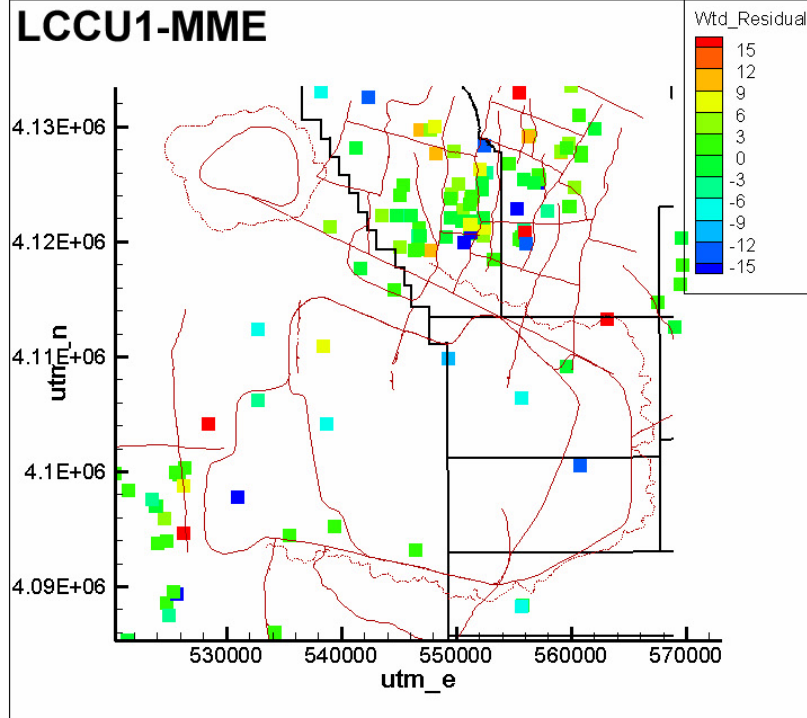 LCCU1-MME
Wtd_Residual
15
12
9
6
3
0
-3
-6
-9
-12
-15
4.13E+06
4.12E+06
4.11E+06
4.1E+06
4.09E+06
utm_n
530000 540000 550000 560000 570000
utm_e